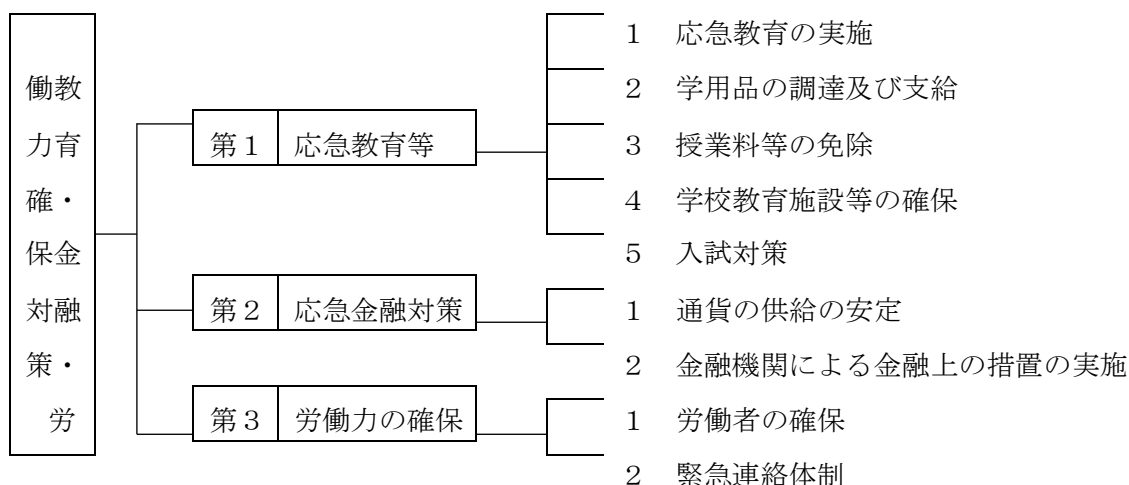 教育・金融・労
働力確保対策
第１ 応急教育等
１ 応急教育の実施
２ 学用品の調達及び支給
３ 授業料等の免除
４ 学校教育施設等の確保
５ 入試対策
第２ 応急金融対策
１ 通貨の供給の安定
２ 金融機関による金融上の措置の実施
第３ 労働力の確保
１ 労働者の確保
２ 緊急連絡体制